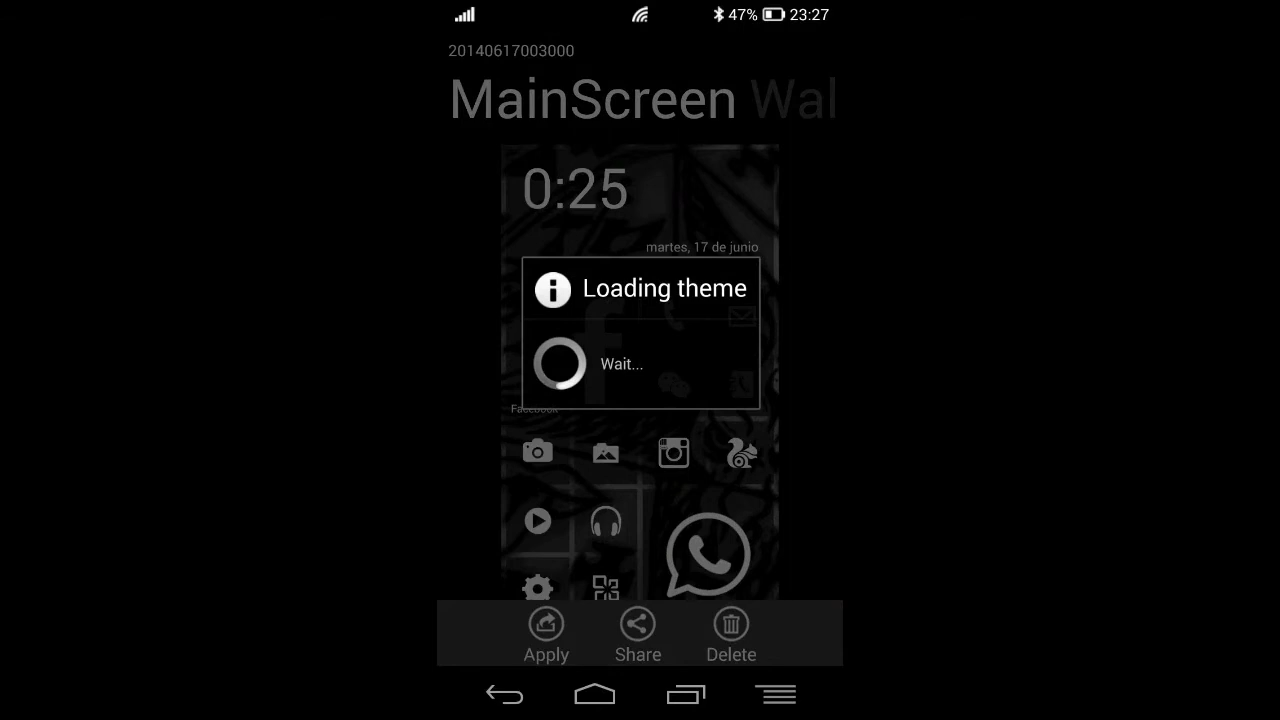 47% 23:27
20140617003000
MainScreen Wal
0:25
martes, 17 de junio
Loading theme
Wait...
Facebook
Apply Share Delete